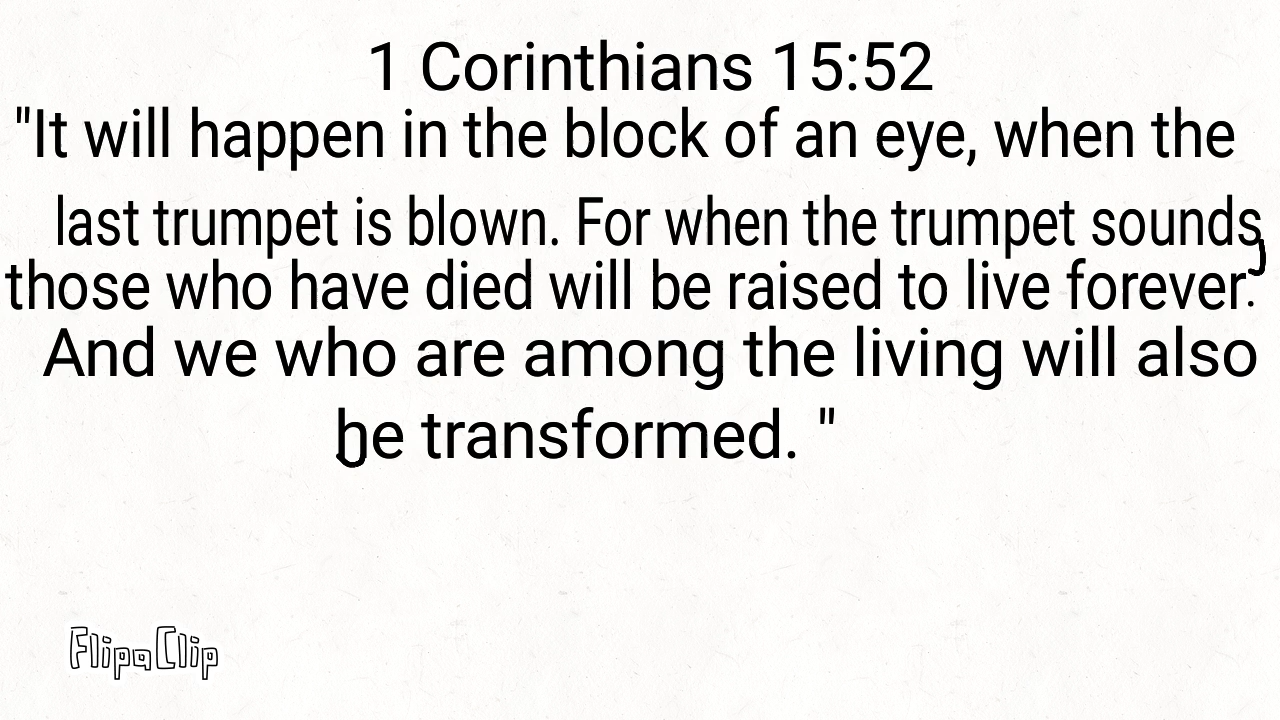 1 Corinthians 15:52
"It will happen in the block of an eye, when the
last trumpet is blown. For when the trumpet sounds,
those who have died will be raised to live forever.
And we who are among the living will also
be transformed. "
FlipaClip